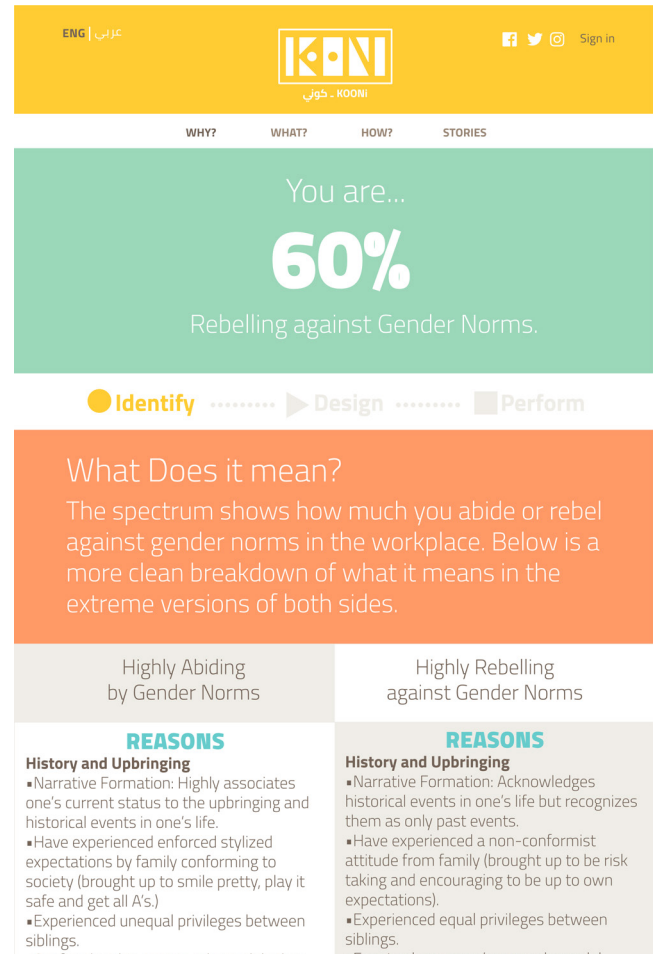 ENG | عربي
KONI
كوني - KOONi
Sign in
WHY?
WHAT?
HOW?
STORIES
You are...
60%
Rebelling against Gender Norms.
Identify
Design
Perform
What Does it mean?
The spectrum shows how much you abide or rebel
against gender norms in the workplace. Below is a
more clean breakdown of what it means in the
extreme versions of both sides.
Highly Abiding
by Gender Norms
REASONS
History and Upbringing
▪Narrative Formation: Highly associates
one's current status to the upbringing and
historical events in one's life.
▪Have experienced enforced stylized
expectations by family conforming to
society (brought up to smile pretty, play it
safe and get all A's.)
▪Experienced unequal privileges between
siblings.
Highly Rebelling
against Gender Norms
REASONS
History and Upbringing
▪Narrative Formation: Acknowledges
historical events in one's life but recognizes
them as only past events.
▪Have experienced a non-conformist
attitude from family (brought up to be risk
taking and encouraging to be up to own
expectations).
▪Experienced equal privileges between
siblings.